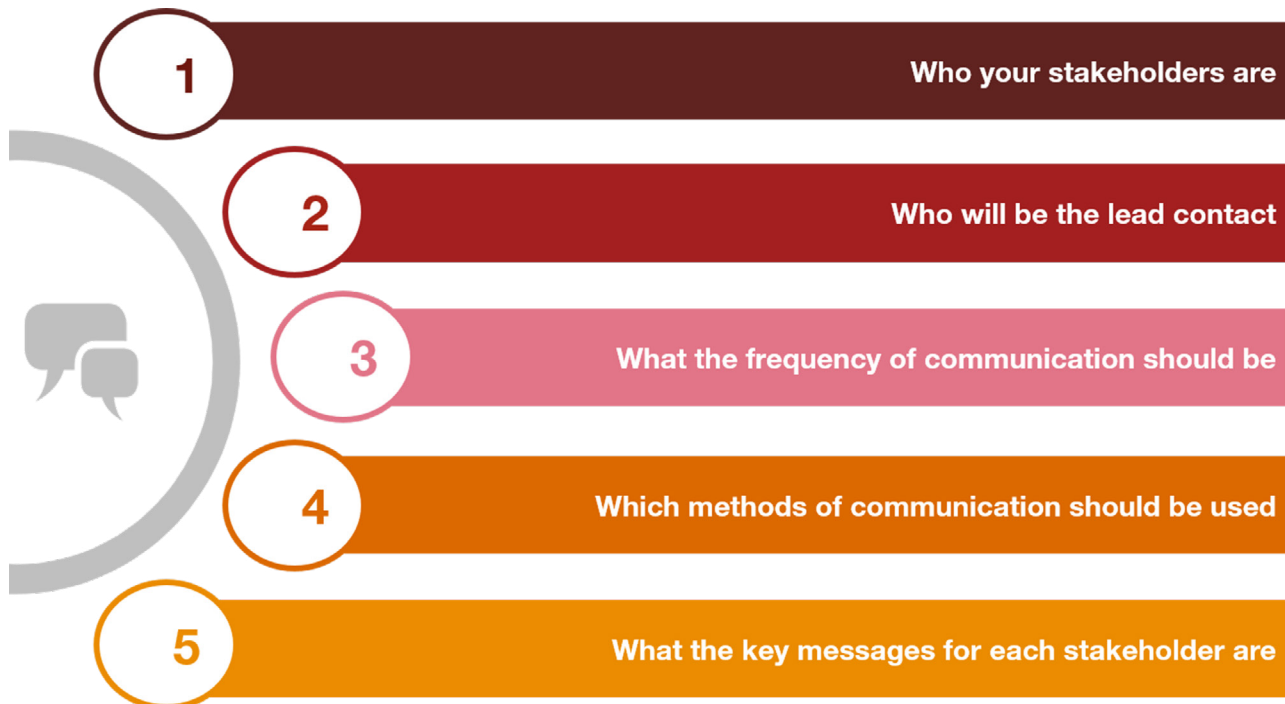 1
Who your stakeholders are
2
Who will be the lead contact
3
What the frequency of communication should be
4
Which methods of communication should be used
5
What the key messages for each stakeholder are